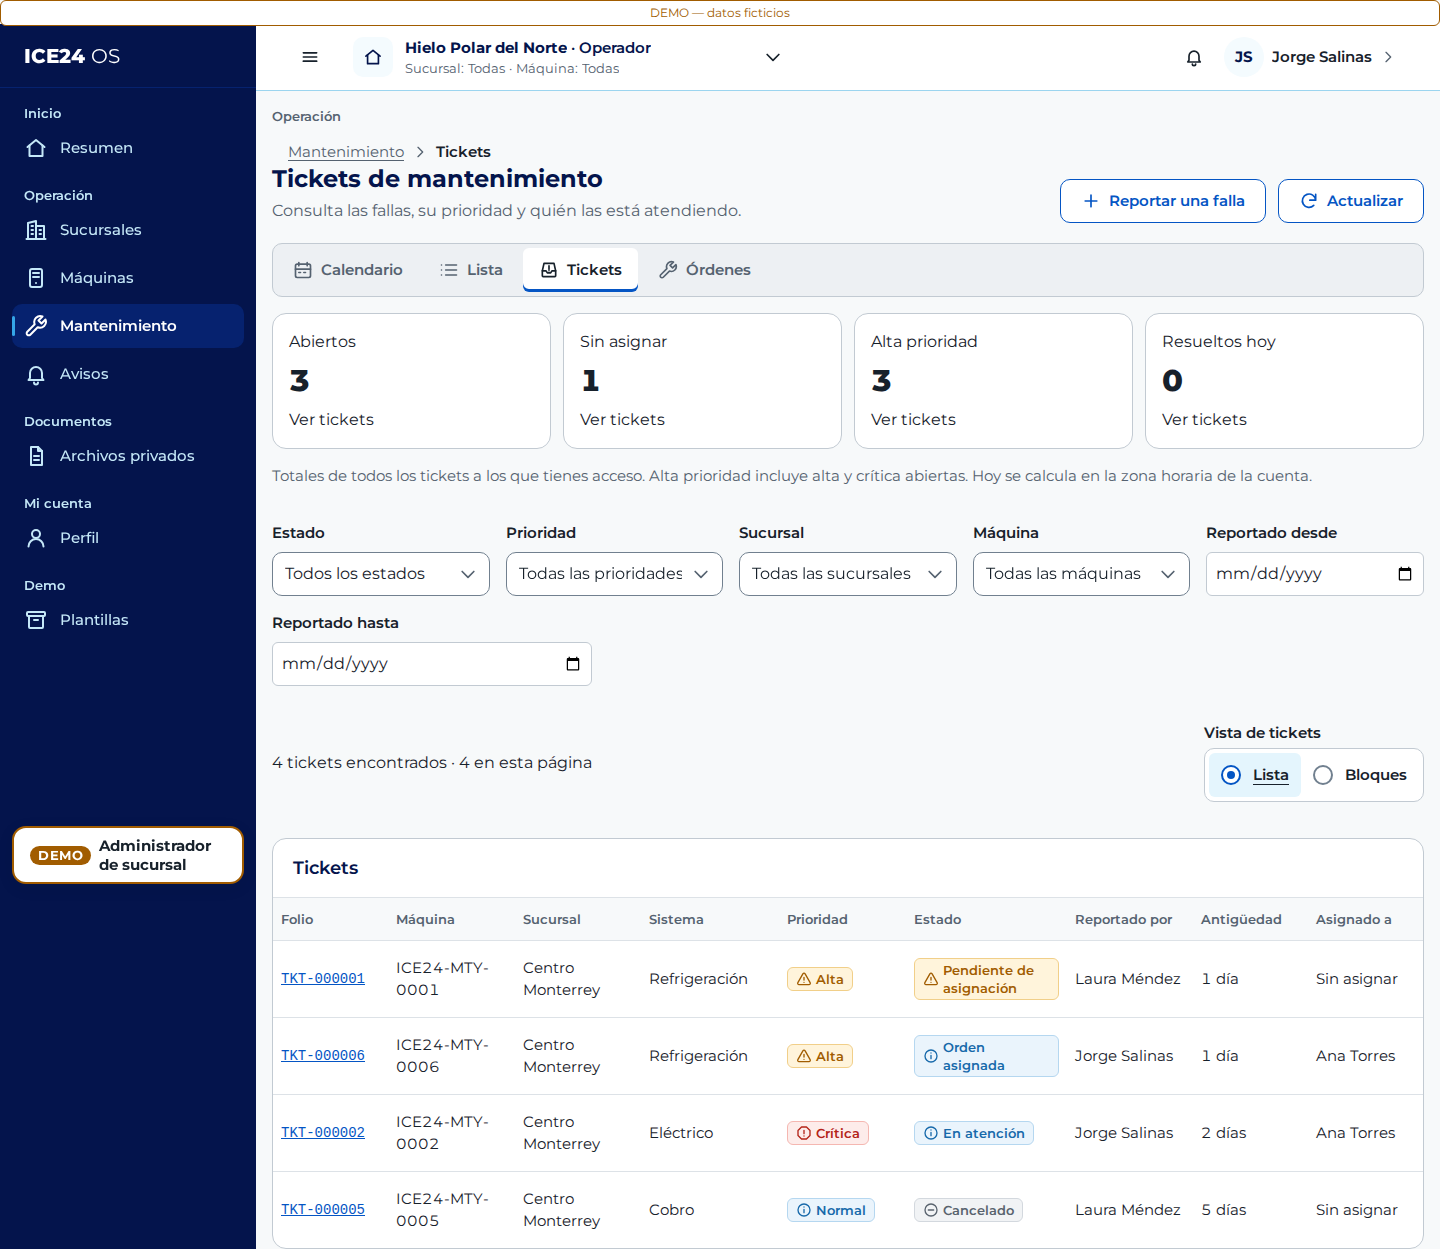 DEMO — datos ficticios
ICE24 OS
Inicio
Resumen
Operación
Sucursales
Máquinas
Mantenimiento
Avisos
Documentos
Archivos privados
Mi cuenta
Perfil
Demo
Plantillas
DEMO Administrador
de sucursal
Hielo Polar del Norte · Operador
Sucursal: Todas · Máquina: Todas
JS Jorge Salinas
Operación
Mantenimiento > Tickets
Tickets de mantenimiento
Consulta las fallas, su prioridad y quién las está atendiendo.
Reportar una falla
Actualizar
Calendario Lista Tickets Órdenes
Abiertos
3
Ver tickets
Sin asignar
1
Ver tickets
Alta prioridad
3
Ver tickets
Resueltos hoy
0
Ver tickets
Totales de todos los tickets a los que tienes acceso. Alta prioridad incluye alta y crítica abiertas. Hoy se calcula en la zona horaria de la cuenta.
Estado
Todos los estados
Prioridad
Todas las prioridades
Sucursal
Todas las sucursales
Máquina
Todas las máquinas
Reportado desde
mm/dd/yyyy
Reportado hasta
mm/dd/yyyy
4 tickets encontrados · 4 en esta página
Vista de tickets
Lista Bloques
Tickets
Folio Máquina Sucursal Sistema Prioridad Estado Reportado por Antigüedad Asignado a
TKT-000001 ICE24-MTY-0001 Centro Monterrey Refrigeración Alta Pendiente de asignación Laura Méndez 1 día Sin asignar
TKT-000006 ICE24-MTY-0006 Centro Monterrey Refrigeración Alta Orden asignada Jorge Salinas 1 día Ana Torres
TKT-000002 ICE24-MTY-0002 Centro Monterrey Eléctrico Crítica En atención Jorge Salinas 2 días Ana Torres
TKT-000005 ICE24-MTY-0005 Centro Monterrey Cobro Normal Cancelado Laura Méndez 5 días Sin asignar